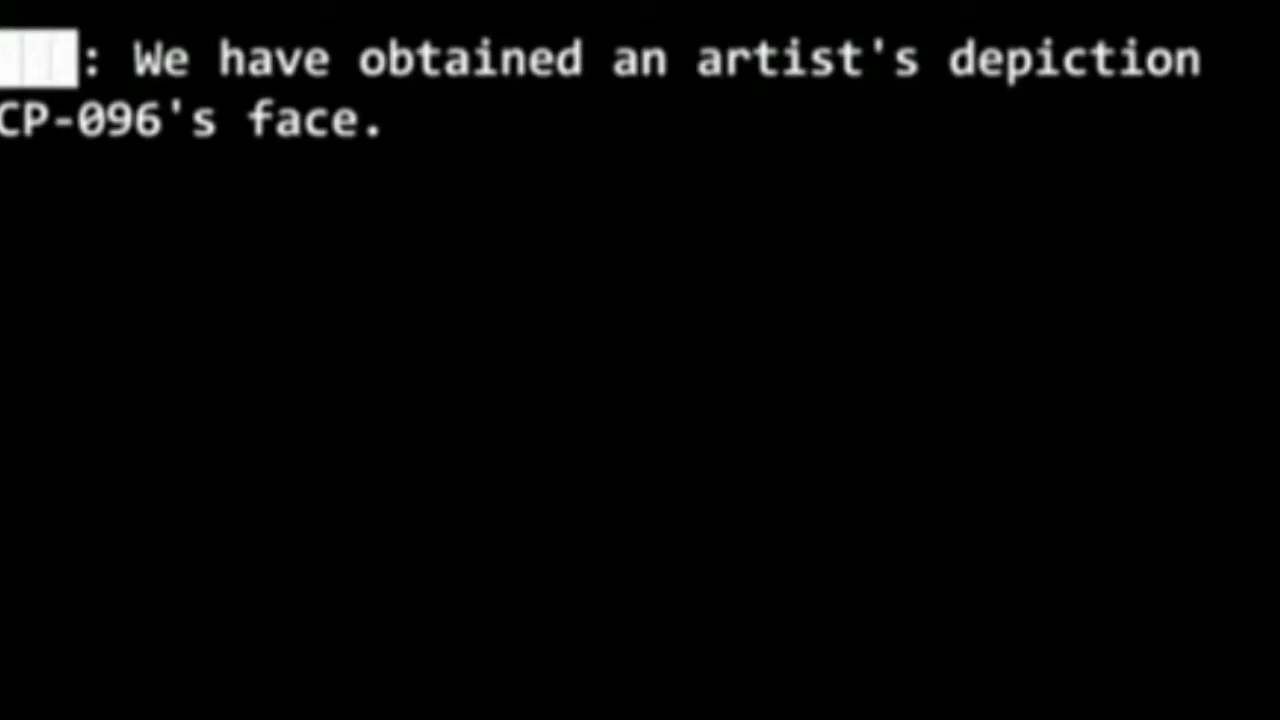 : We have obtained an artist's depiction
CP-096's face.